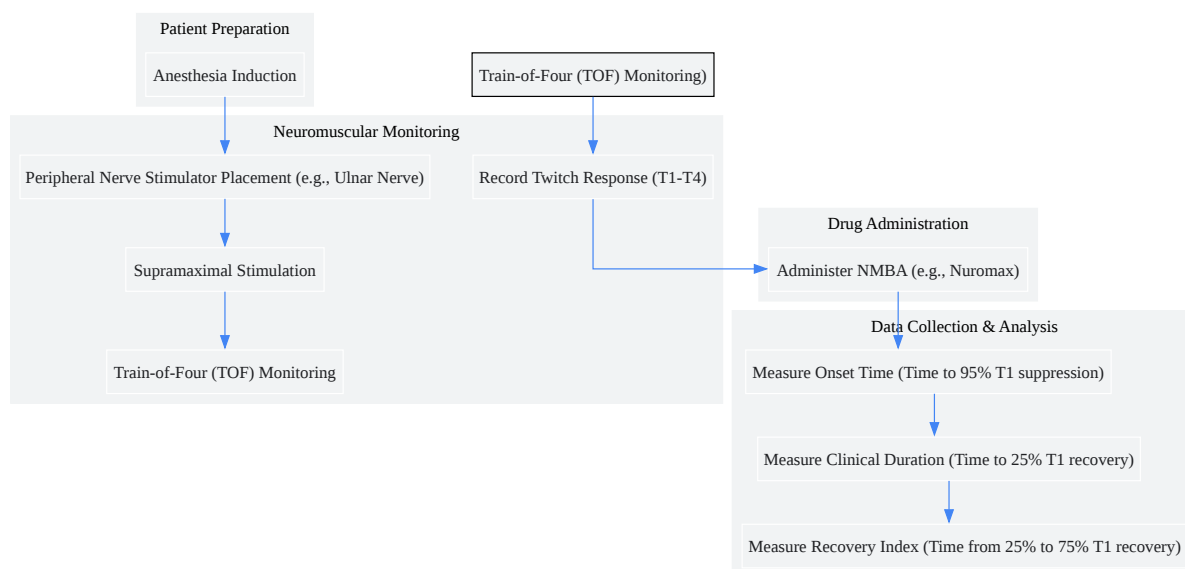 Patient Preparation
Anesthesia Induction
Train-of-Four (TOF) Monitoring)
Neuromuscular Monitoring
Peripheral Nerve Stimulator Placement (e.g., Ulnar Nerve)
Record Twitch Response (T1-T4)
Drug Administration
Supramaximal Stimulation
Administer NMBA (e.g., Nuromax)
Data Collection & Analysis
Train-of-Four (TOF) Monitoring
Measure Onset Time (Time to 95% T1 suppression)
Measure Clinical Duration (Time to 25% T1 recovery)
Measure Recovery Index (Time from 25% to 75% T1 recovery)